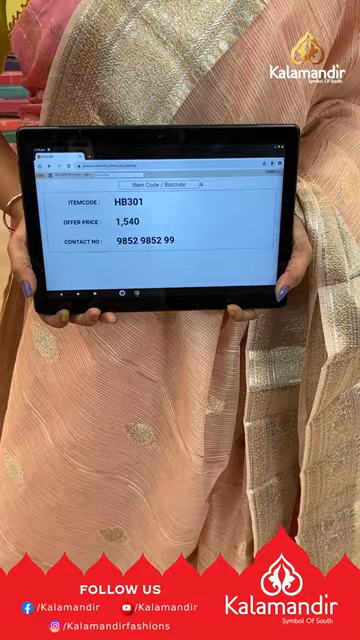 Kalamandir
Symbol Of South
Item Code / Barcode
ITEMCODE : HB301
OFFER PRICE : 1,540
CONTACT NO : 9852 9852 99
FOLLOW US
/Kalamandir /Kalamandir
/Kalamandirfashions
Kalamandir
Symbol Of South